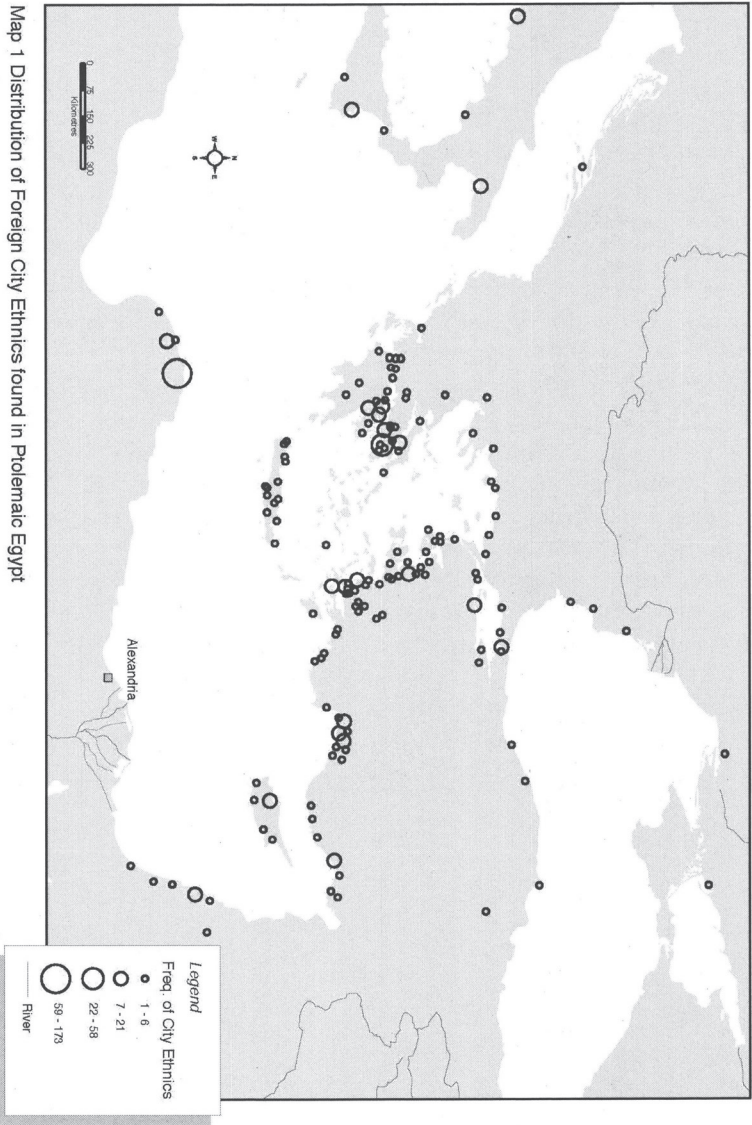 Map 1 Distribution of Foreign City Ethnics found in Ptolemaic Egypt
0 75 150 225 300
Kilometres
N
W E
S
Alexandria
Legend
Freq. of City Ethnics
1 - 6
7 - 21
22 - 58
59 - 173
River